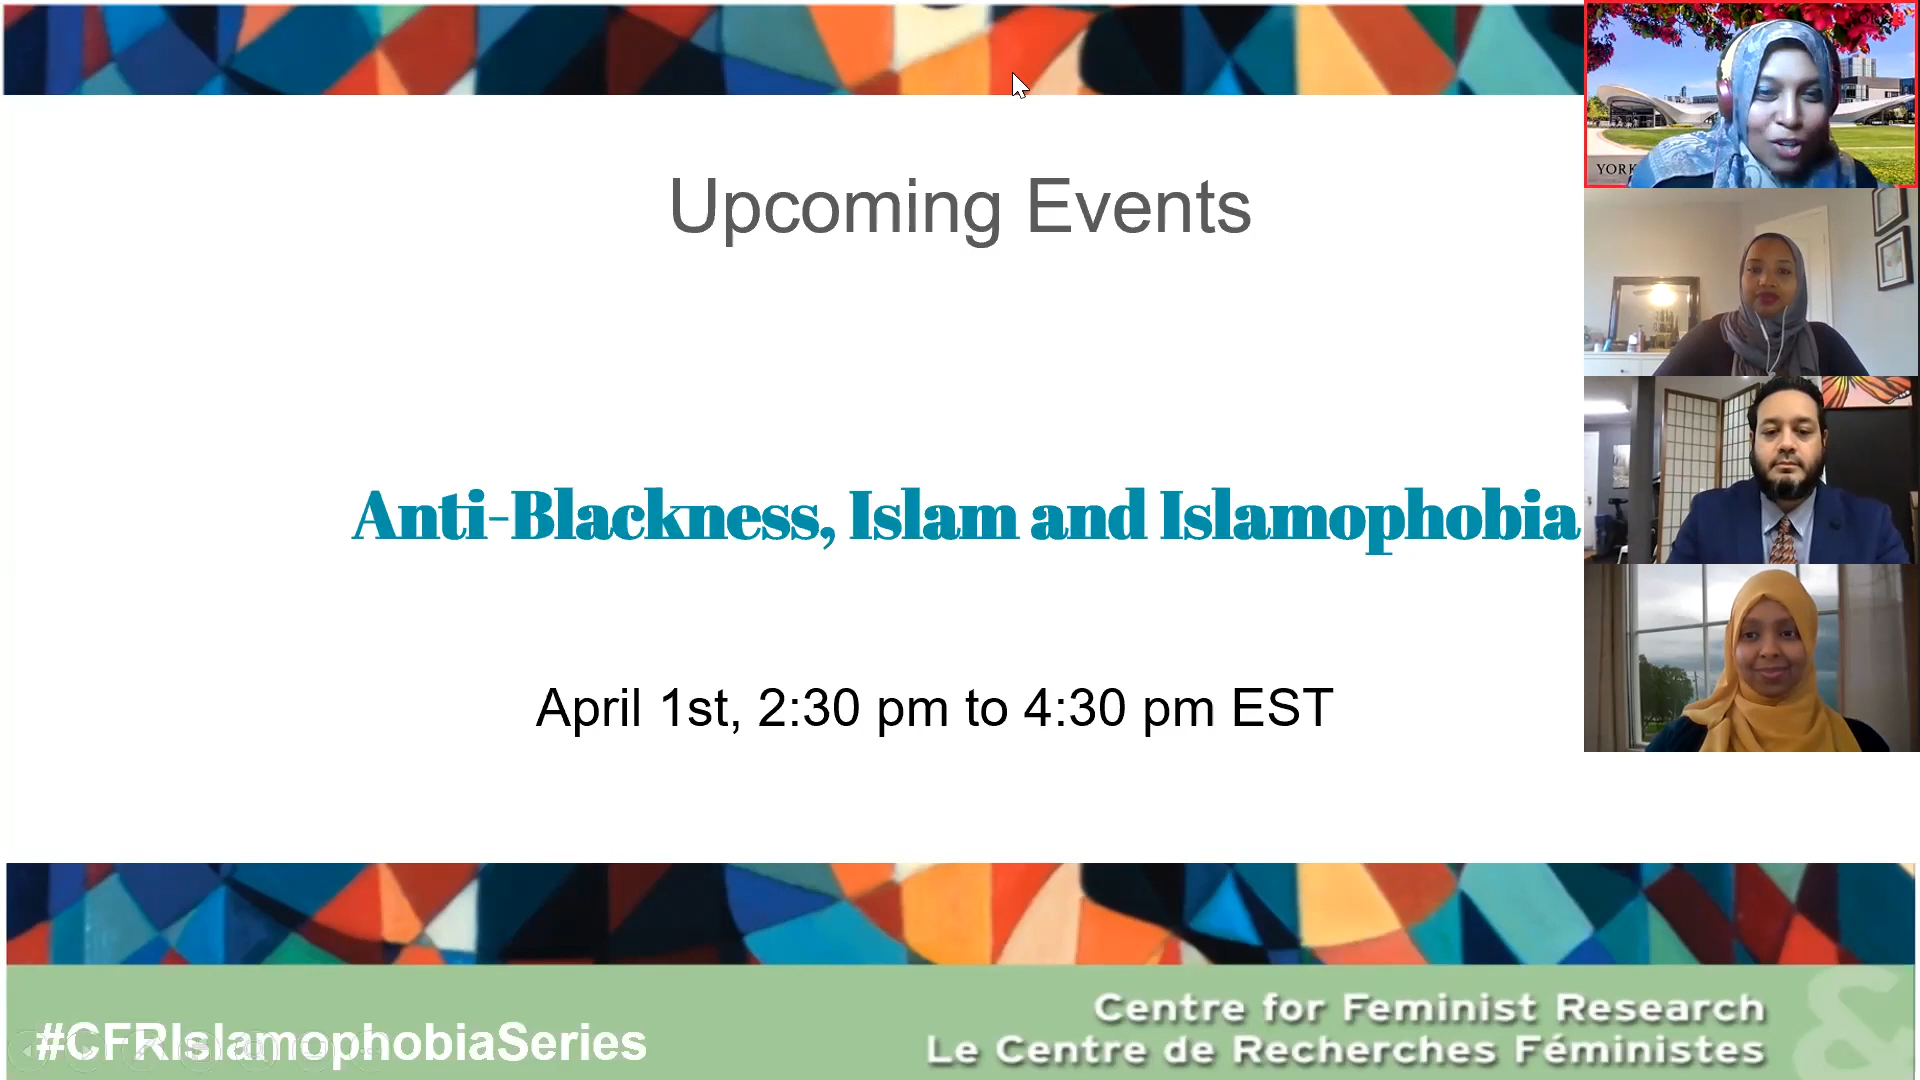 Upcoming Events
YORK
Anti-Blackness, Islam and Islamophobia
April 1st, 2:30 pm to 4:30 pm EST
#CFRIslamophobiaSeries
Centre for Feminist Research
Le Centre de Recherches Féministes
&